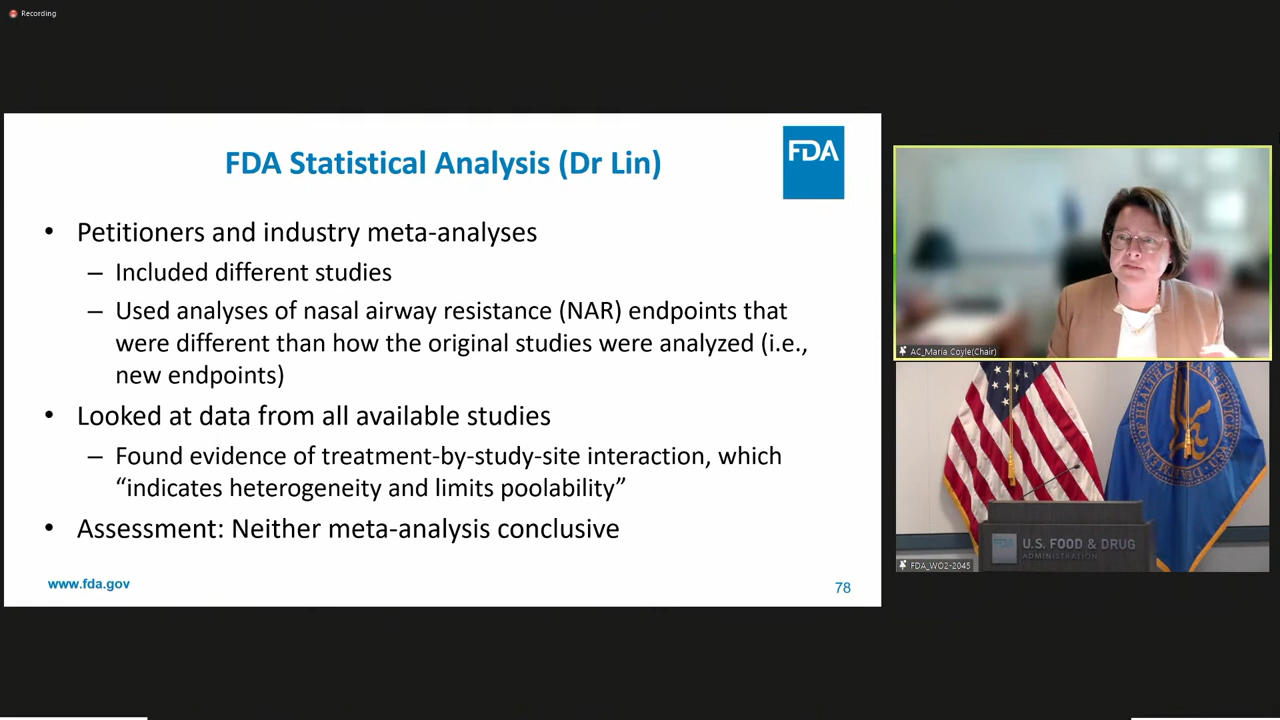 Recording
FDA Statistical Analysis (Dr Lin)
FDA
• Petitioners and industry meta-analyses
– Included different studies
– Used analyses of nasal airway resistance (NAR) endpoints that
were different than how the original studies were analyzed (i.e.,
new endpoints)
• Looked at data from all available studies
– Found evidence of treatment-by-study-site interaction, which
“indicates heterogeneity and limits poolability”
• Assessment: Neither meta-analysis conclusive
www.fda.gov
78
AC_Maria Coyle(Chair)
FDA U.S. FOOD & DRUG
ADMINISTRATION
FDA_WO2-2045